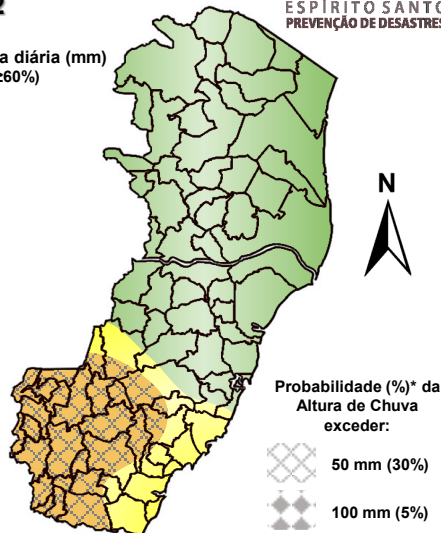 2
ESPÍRITO SANTO
PREVENÇÃO DE DESASTRES
a diária (mm)
≥60%)
N
Probabilidade (%)* da
Altura de Chuva
exceder:
50 mm (30%)
100 mm (5%)